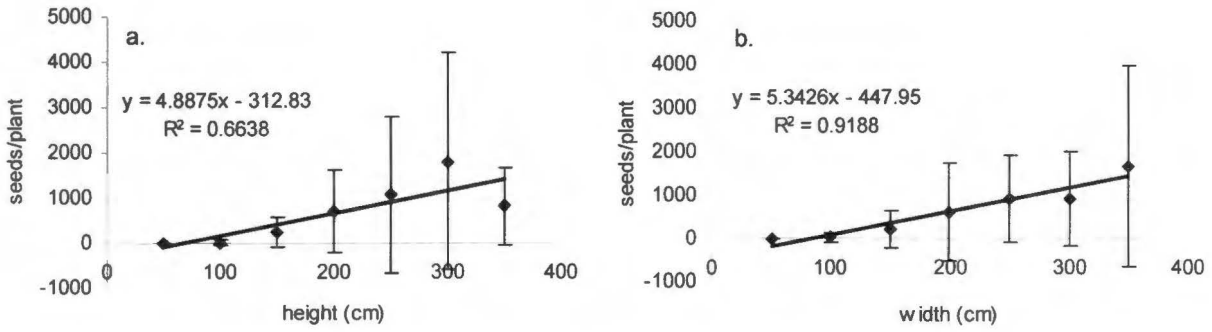 a.
y = 4.8875x - 312.83
R² = 0.6638
seeds/plant
5000
4000
3000
2000
1000
0
-1000
0
100
200
300
400
height (cm)
b.
y = 5.3426x - 447.95
R² = 0.9188
seeds/plant
5000
4000
3000
2000
1000
0
-1000
0
100
200
300
400
width (cm)